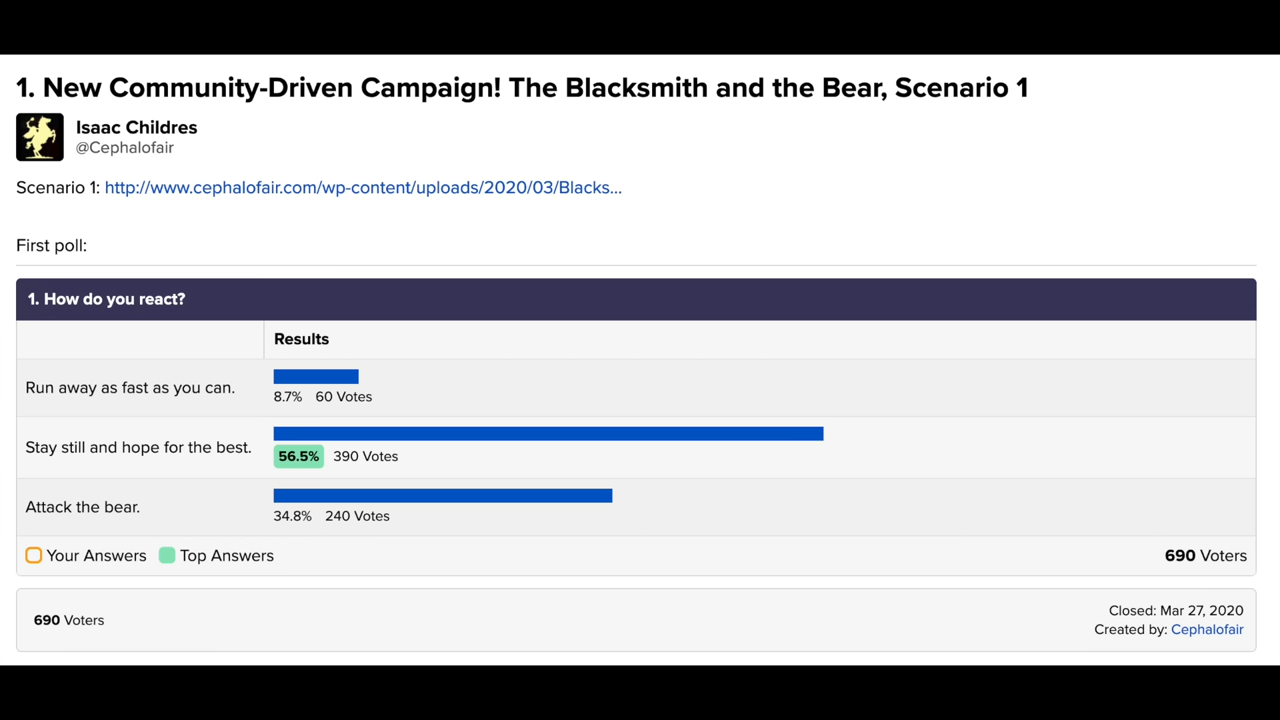 1. New Community-Driven Campaign! The Blacksmith and the Bear, Scenario 1
Isaac Childres
@Cephalofair
Scenario 1: http://www.cephalofair.com/wp-content/uploads/2020/03/Blacks...
First poll:
1. How do you react?
Results
Run away as fast as you can.
8.7% 60 Votes
Stay still and hope for the best.
56.5% 390 Votes
Attack the bear.
34.8% 240 Votes
Your Answers Top Answers 690 Voters
690 Voters
Closed: Mar 27, 2020
Created by: Cephalofair